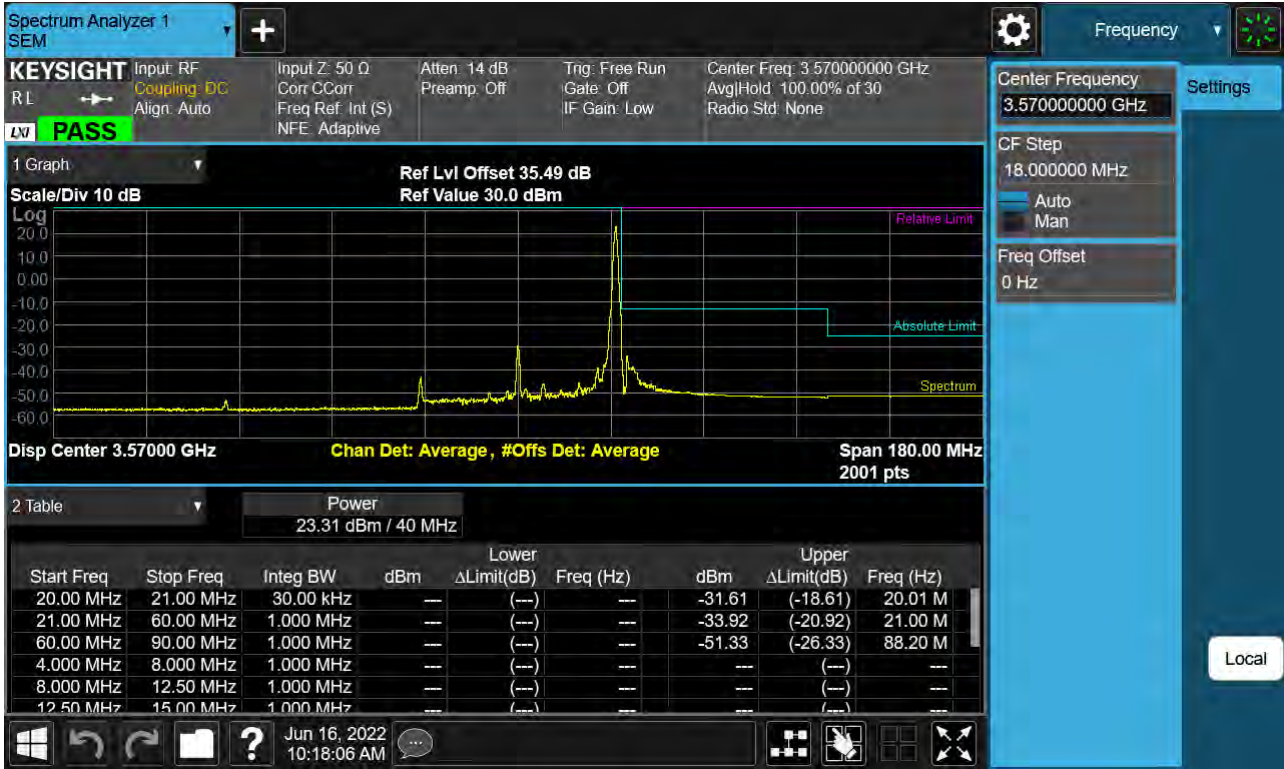 Spectrum Analyzer 1
SEM
Frequency
KEYSIGHT
RL
LXI
PASS
Input: RF
Coupling: DC
Align: Auto
Input Z: 50 Ω
Corr CCorr
Freq Ref: Int (S)
NFE: Adaptive
Atten: 14 dB
Preamp: Off
Trig: Free Run
Gate: Off
IF Gain: Low
Center Freq: 3.570000000 GHz
Avg|Hold: 100.00% of 30
Radio Std: None
Center Frequency
3.570000000 GHz
Settings
CF Step
18.000000 MHz
Auto
Man
Freq Offset
0 Hz
Local
1 Graph
Scale/Div 10 dB
Ref Lvl Offset 35.49 dB
Ref Value 30.0 dBm
Log
20.0
10.0
0.00
-10.0
-20.0
-30.0
-40.0
-50.0
-60.0
Relative Limit
Absolute Limit
Spectrum
Disp Center 3.57000 GHz
Chan Det: Average, #Offs Det: Average
Span 180.00 MHz
2001 pts
2 Table
Power
23.31 dBm / 40 MHz
Lower Upper
Start Freq Stop Freq Integ BW dBm ΔLimit(dB) Freq (Hz) dBm ΔLimit(dB) Freq (Hz)
20.00 MHz 21.00 MHz 30.00 kHz --- (---) --- -31.61 (-18.61) 20.01 M
21.00 MHz 60.00 MHz 1.000 MHz --- (---) --- -33.92 (-20.92) 21.00 M
60.00 MHz 90.00 MHz 1.000 MHz --- (---) --- -51.33 (-26.33) 88.20 M
4.000 MHz 8.000 MHz 1.000 MHz --- (---) --- --- (---) ---
8.000 MHz 12.50 MHz 1.000 MHz --- (---) --- --- (---) ---
12.50 MHz 15.00 MHz 1.000 MHz --- (---) --- --- (---) ---
?
Jun 16, 2022
10:18:06 AM